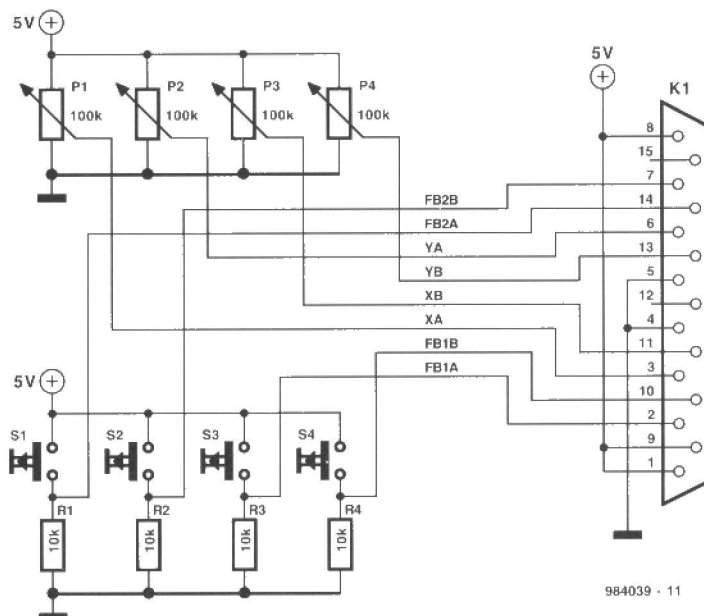 5V
5V
K1
P1
P2
P3
P4
100k
100k
100k
100k
8
15
7
14
6
13
5
12
4
11
3
10
2
9
1
FB2B
FB2A
YA
YB
XB
XA
FB1B
FB1A
5V
S1
S2
S3
S4
R1
R2
R3
R4
10k
10k
10k
10k
984039 - 11